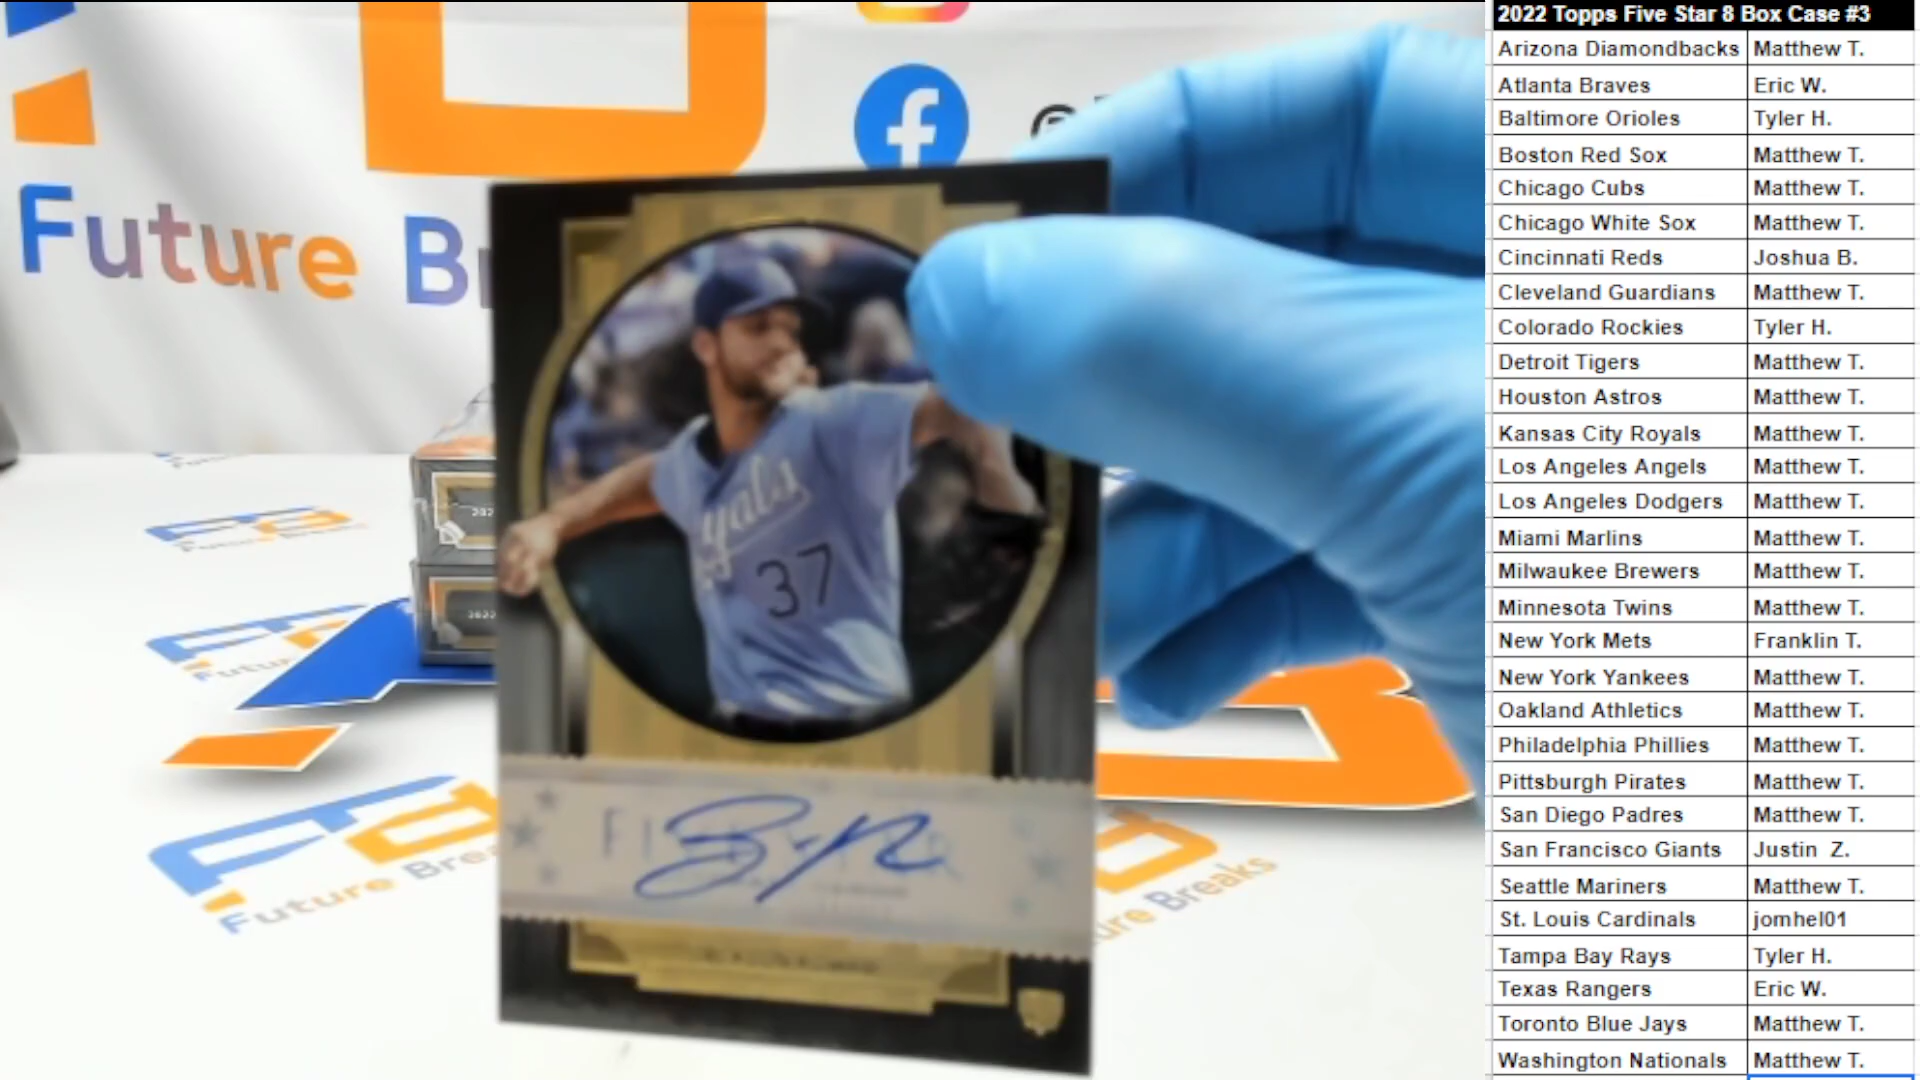 2022 Topps Five Star 8 Box Case #3
Arizona Diamondbacks Matthew T.
Atlanta Braves Eric W.
Baltimore Orioles Tyler H.
Boston Red Sox Matthew T.
Chicago Cubs Matthew T.
Chicago White Sox Matthew T.
Cincinnati Reds Joshua B.
Cleveland Guardians Matthew T.
Colorado Rockies Tyler H.
Detroit Tigers Matthew T.
Houston Astros Matthew T.
Kansas City Royals Matthew T.
Los Angeles Angels Matthew T.
Los Angeles Dodgers Matthew T.
Miami Marlins Matthew T.
Milwaukee Brewers Matthew T.
Minnesota Twins Matthew T.
New York Mets Franklin T.
New York Yankees Matthew T.
Oakland Athletics Matthew T.
Philadelphia Phillies Matthew T.
Pittsburgh Pirates Matthew T.
San Diego Padres Matthew T.
San Francisco Giants Justin Z.
Seattle Mariners Matthew T.
St. Louis Cardinals jomhel01
Tampa Bay Rays Tyler H.
Texas Rangers Eric W.
Toronto Blue Jays Matthew T.
Washington Nationals Matthew T.
Future
yals
37
2022
Future
Breaks